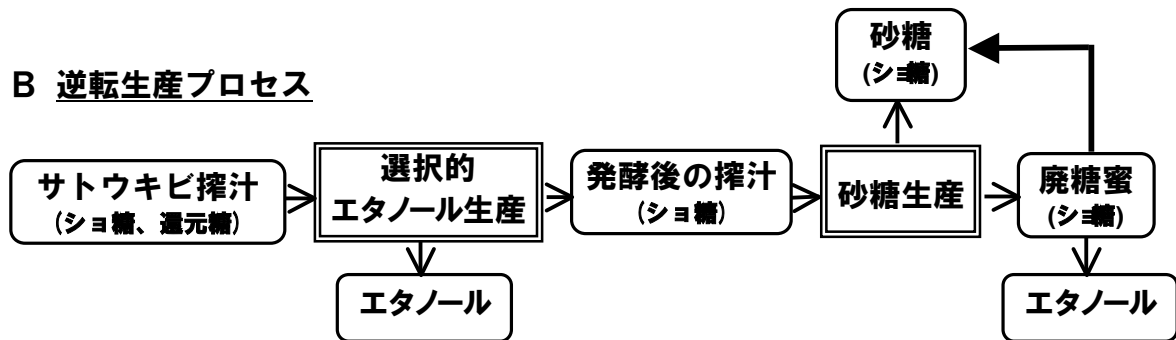 B 逆転生産プロセス
砂糖
(ショ糖)
サトウキビ搾汁
(ショ糖、還元糖)
選択的
エタノール生産
発酵後の搾汁
(ショ糖)
砂糖生産
廃糖蜜
(ショ糖)
エタノール
エタノール